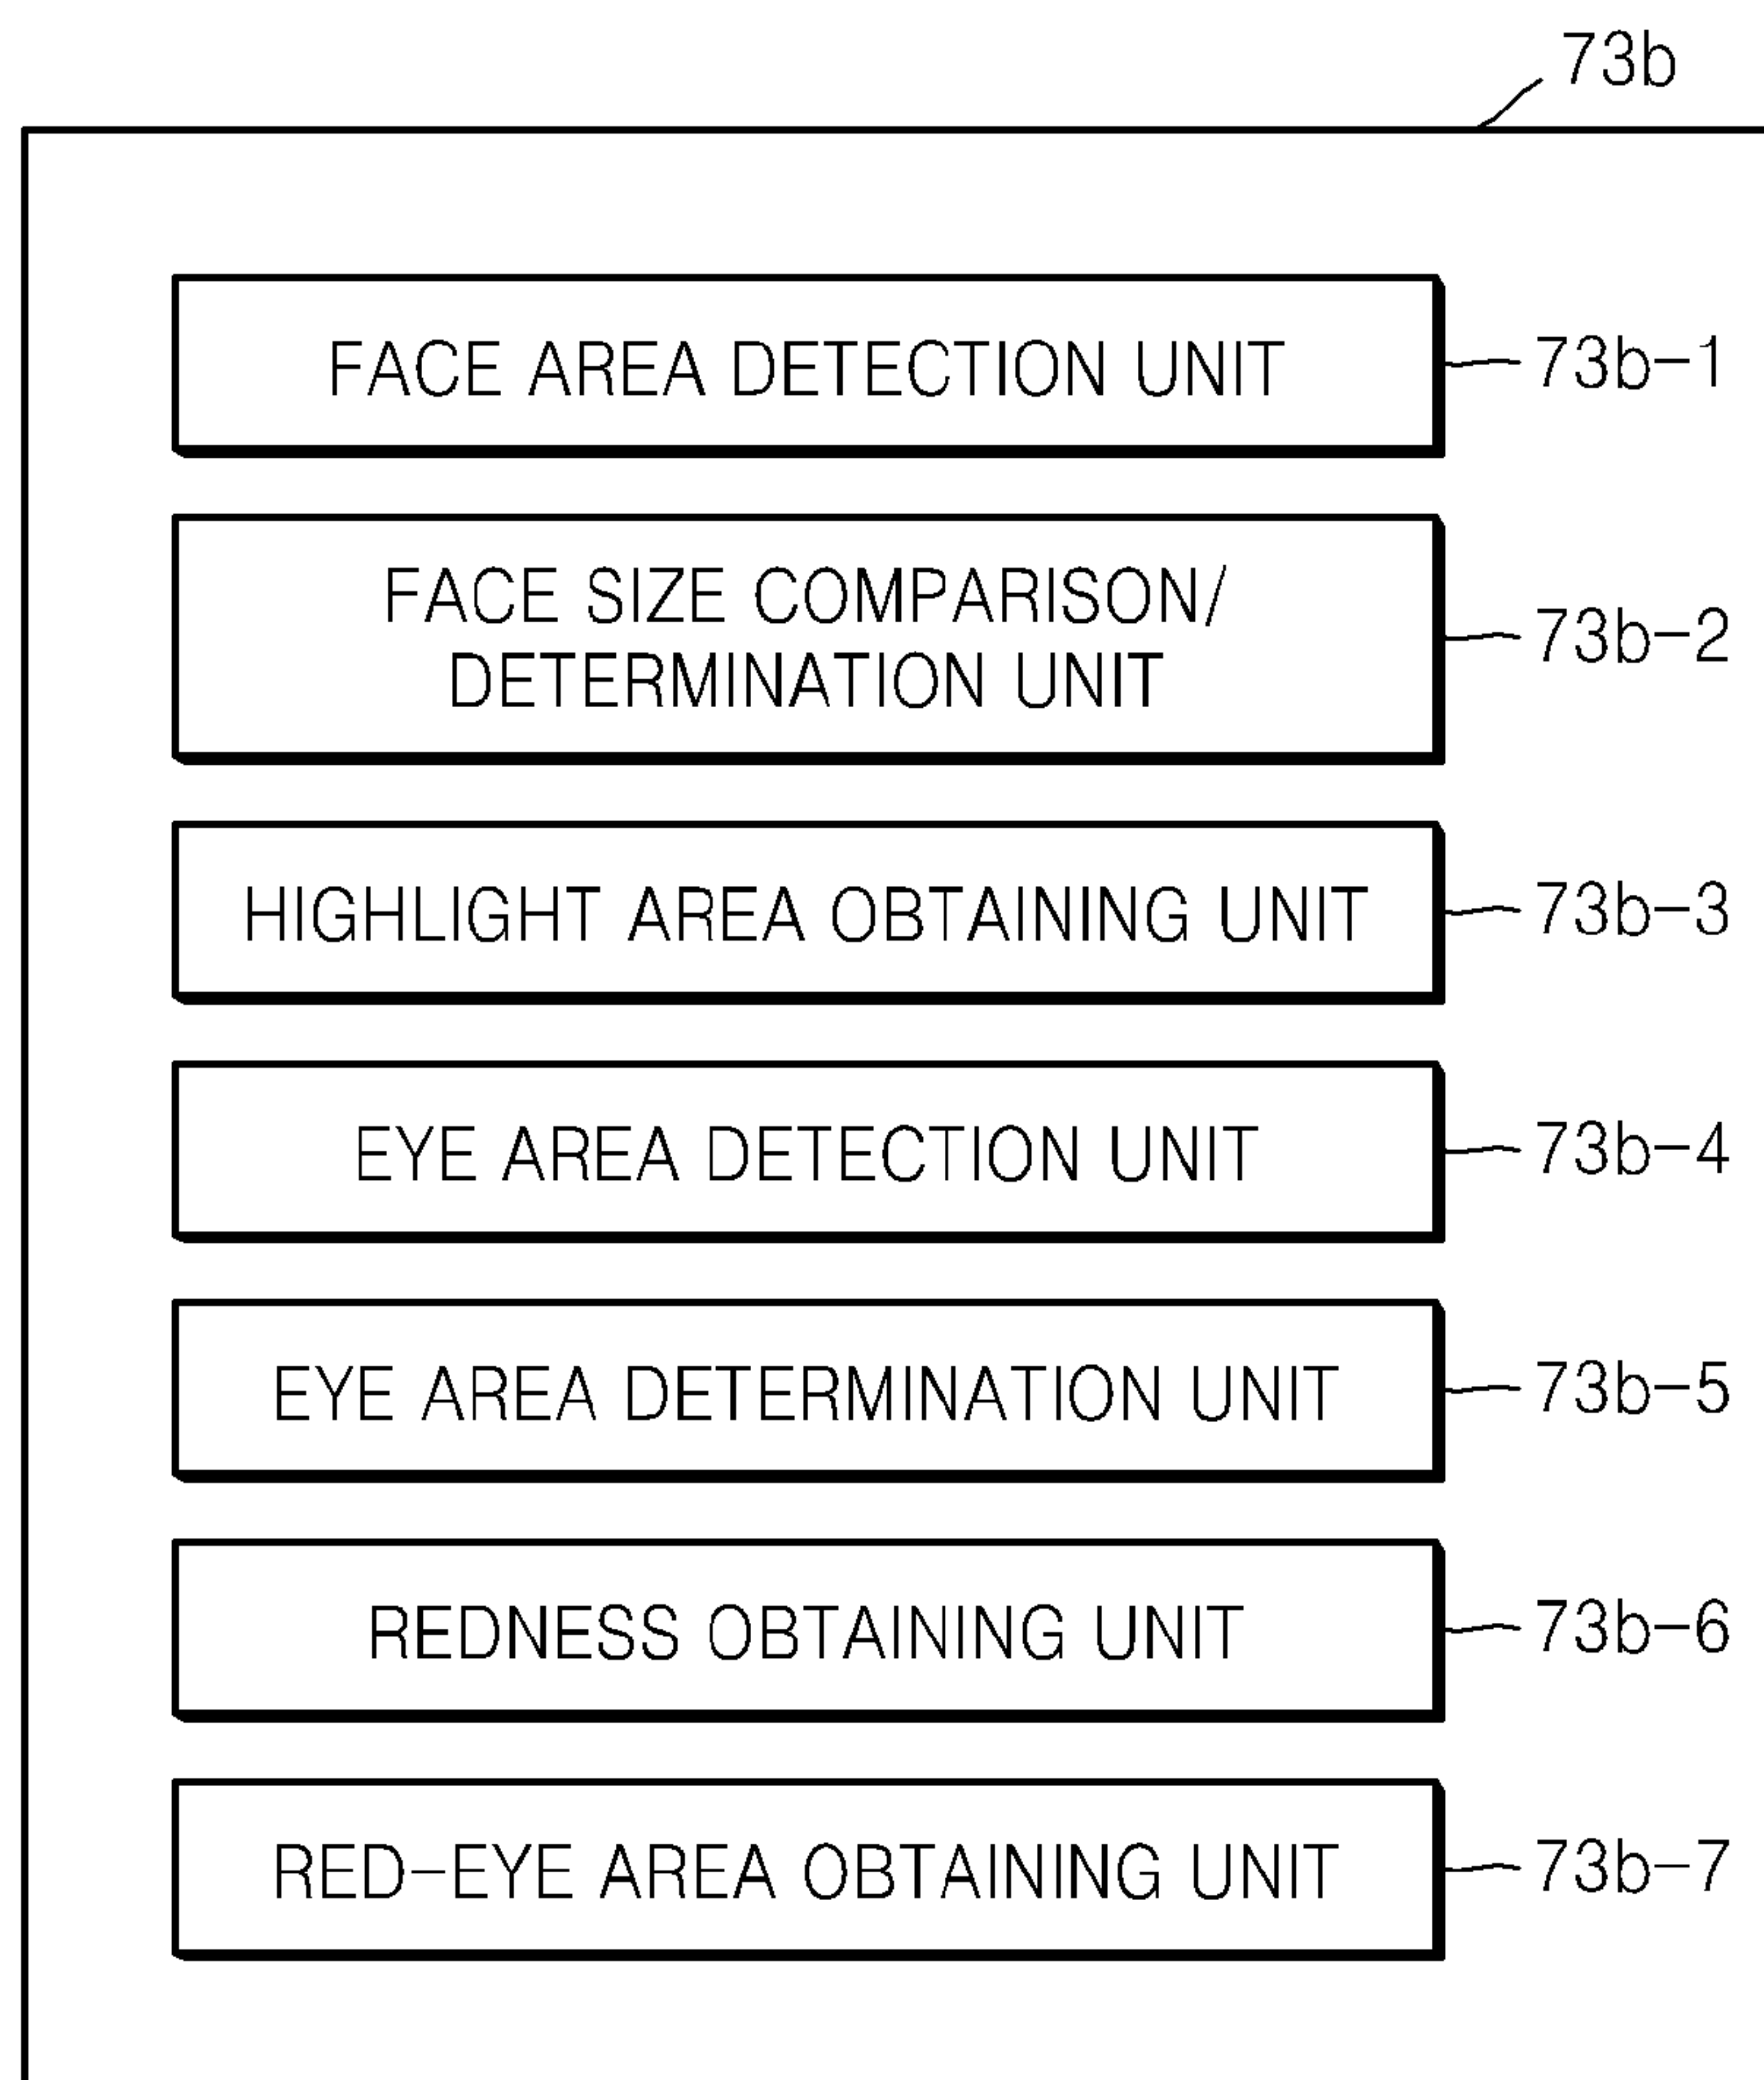 73b
FACE AREA DETECTION UNIT
73b-1
FACE SIZE COMPARISON/
DETERMINATION UNIT
73b-2
HIGHLIGHT AREA OBTAINING UNIT
73b-3
EYE AREA DETECTION UNIT
73b-4
EYE AREA DETERMINATION UNIT
73b-5
REDNESS OBTAINING UNIT
73b-6
RED-EYE AREA OBTAINING UNIT
73b-7